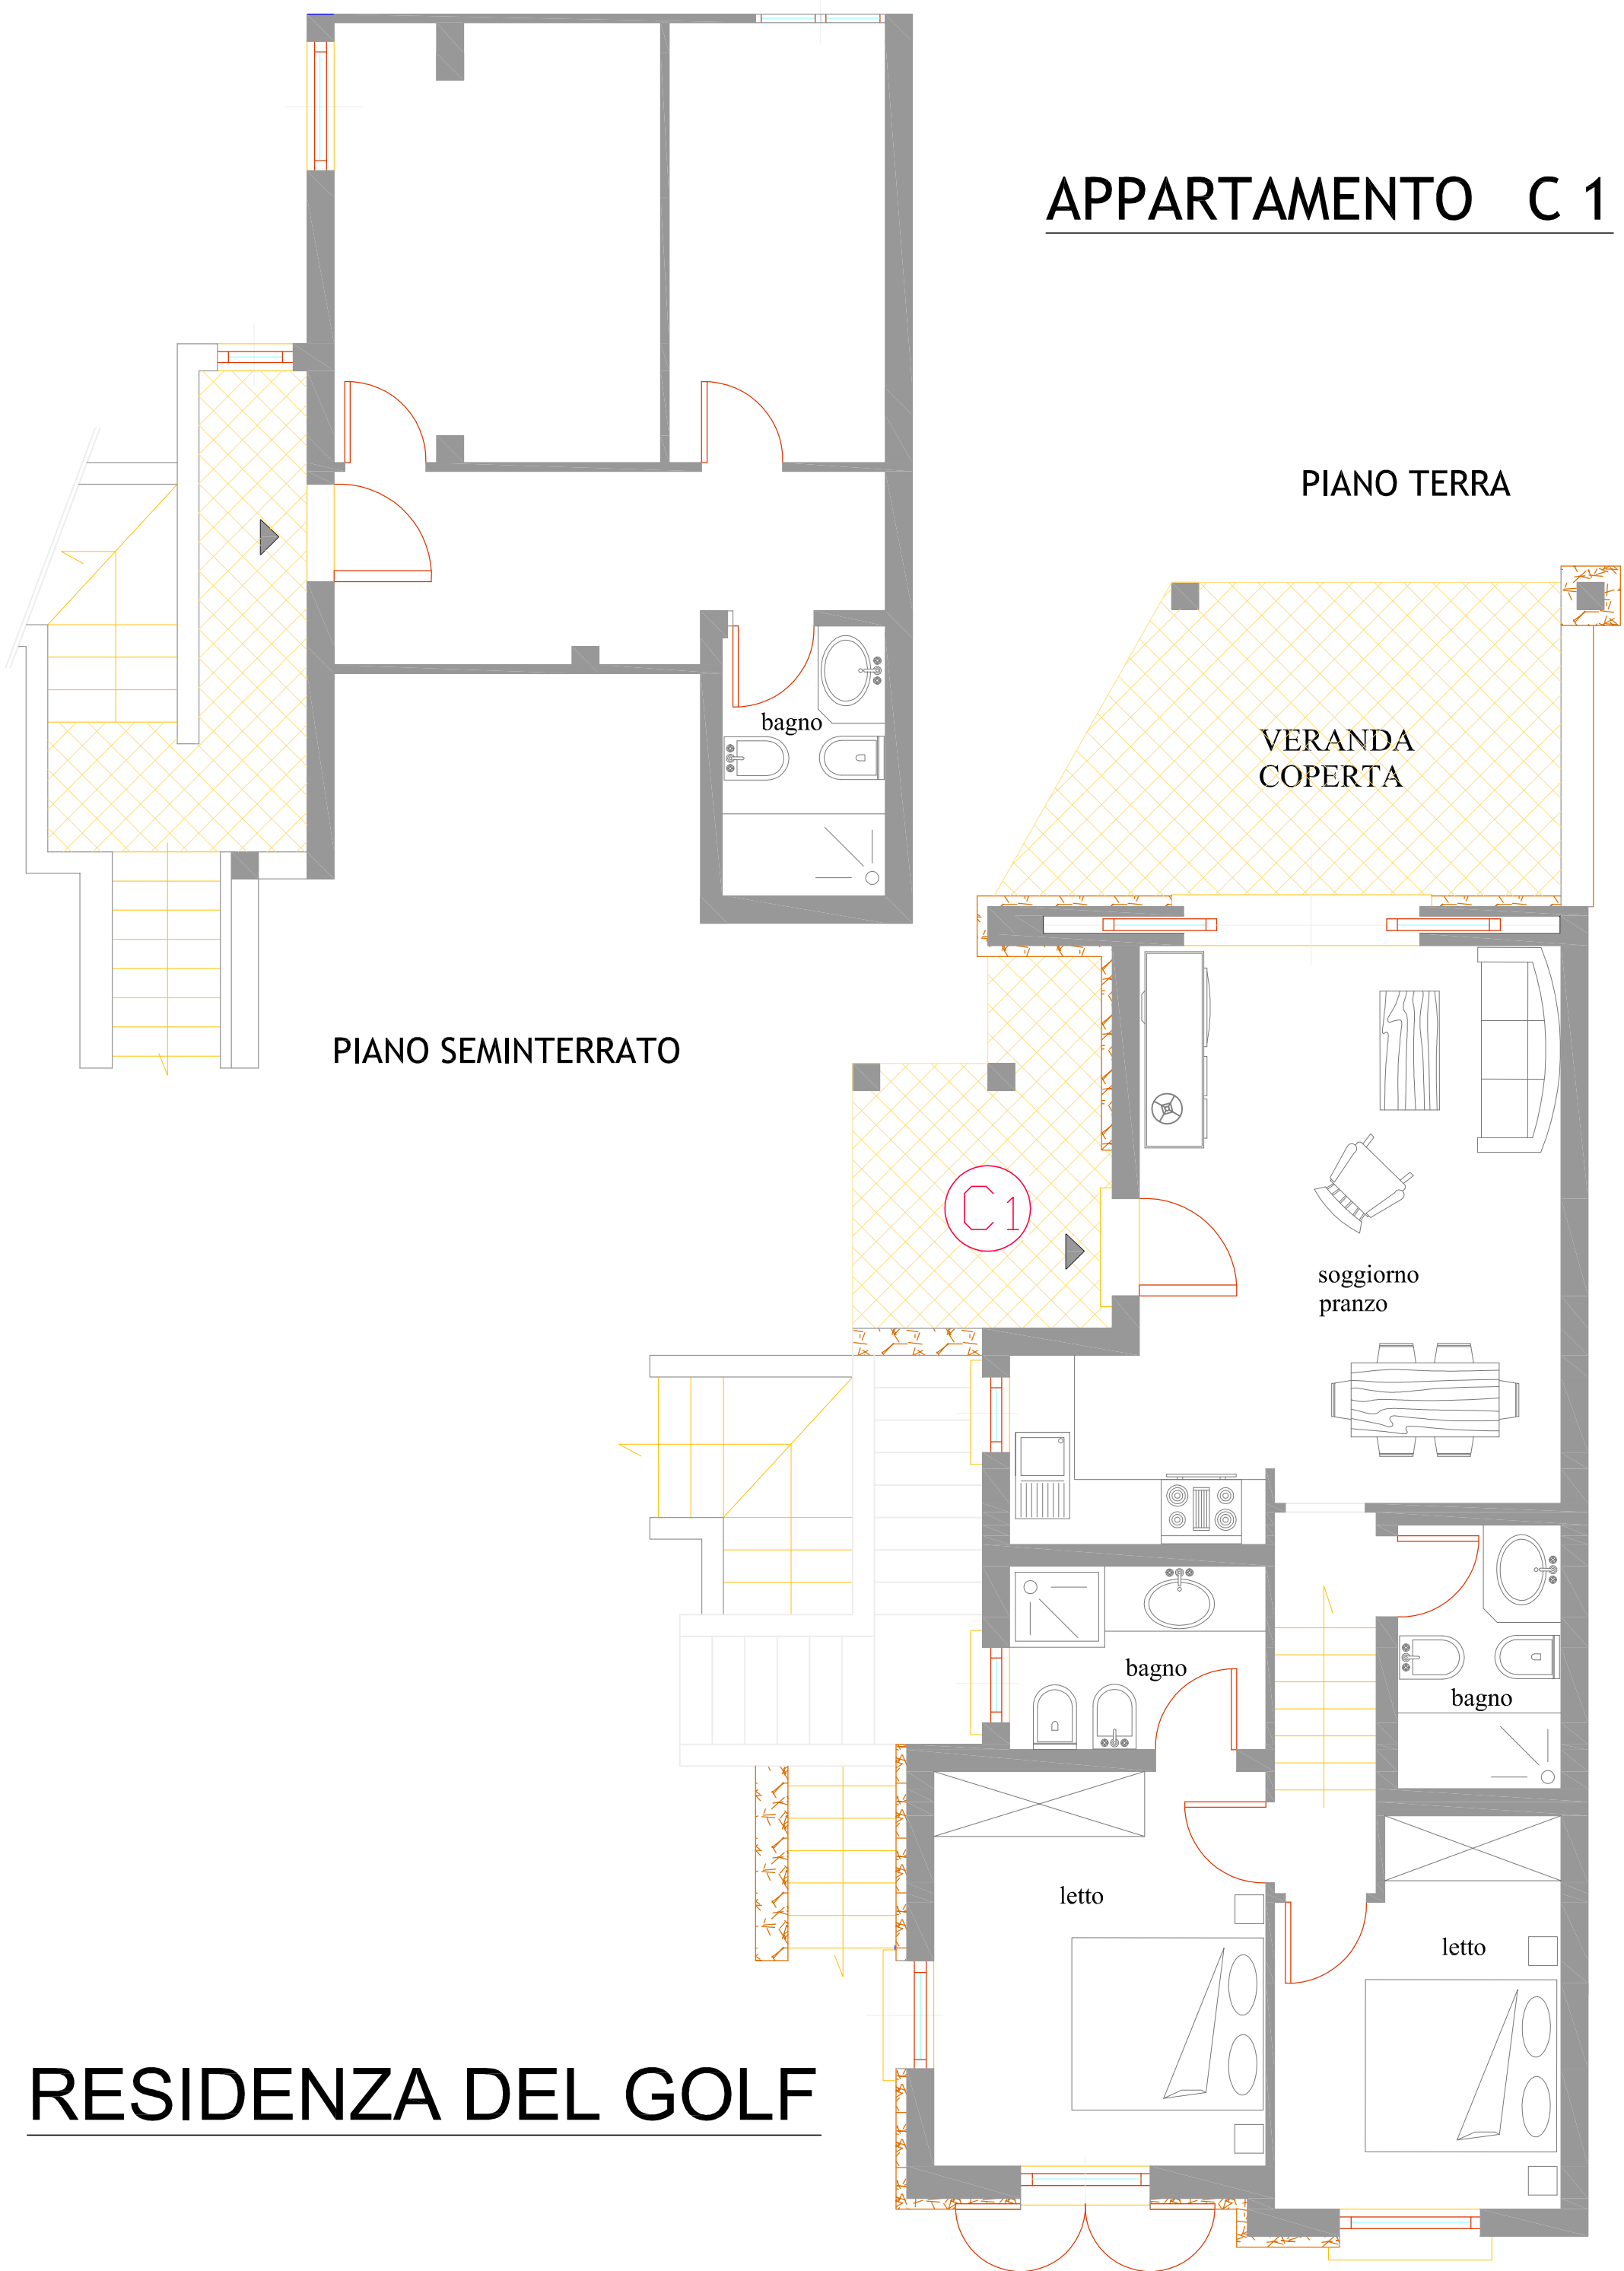 APPARTAMENTO C 1
PIANO TERRA
bagno
VERANDA
COPERTA
PIANO SEMINTERRATO
C1
soggiorno
pranzo
bagno
bagno
letto
letto
RESIDENZA DEL GOLF